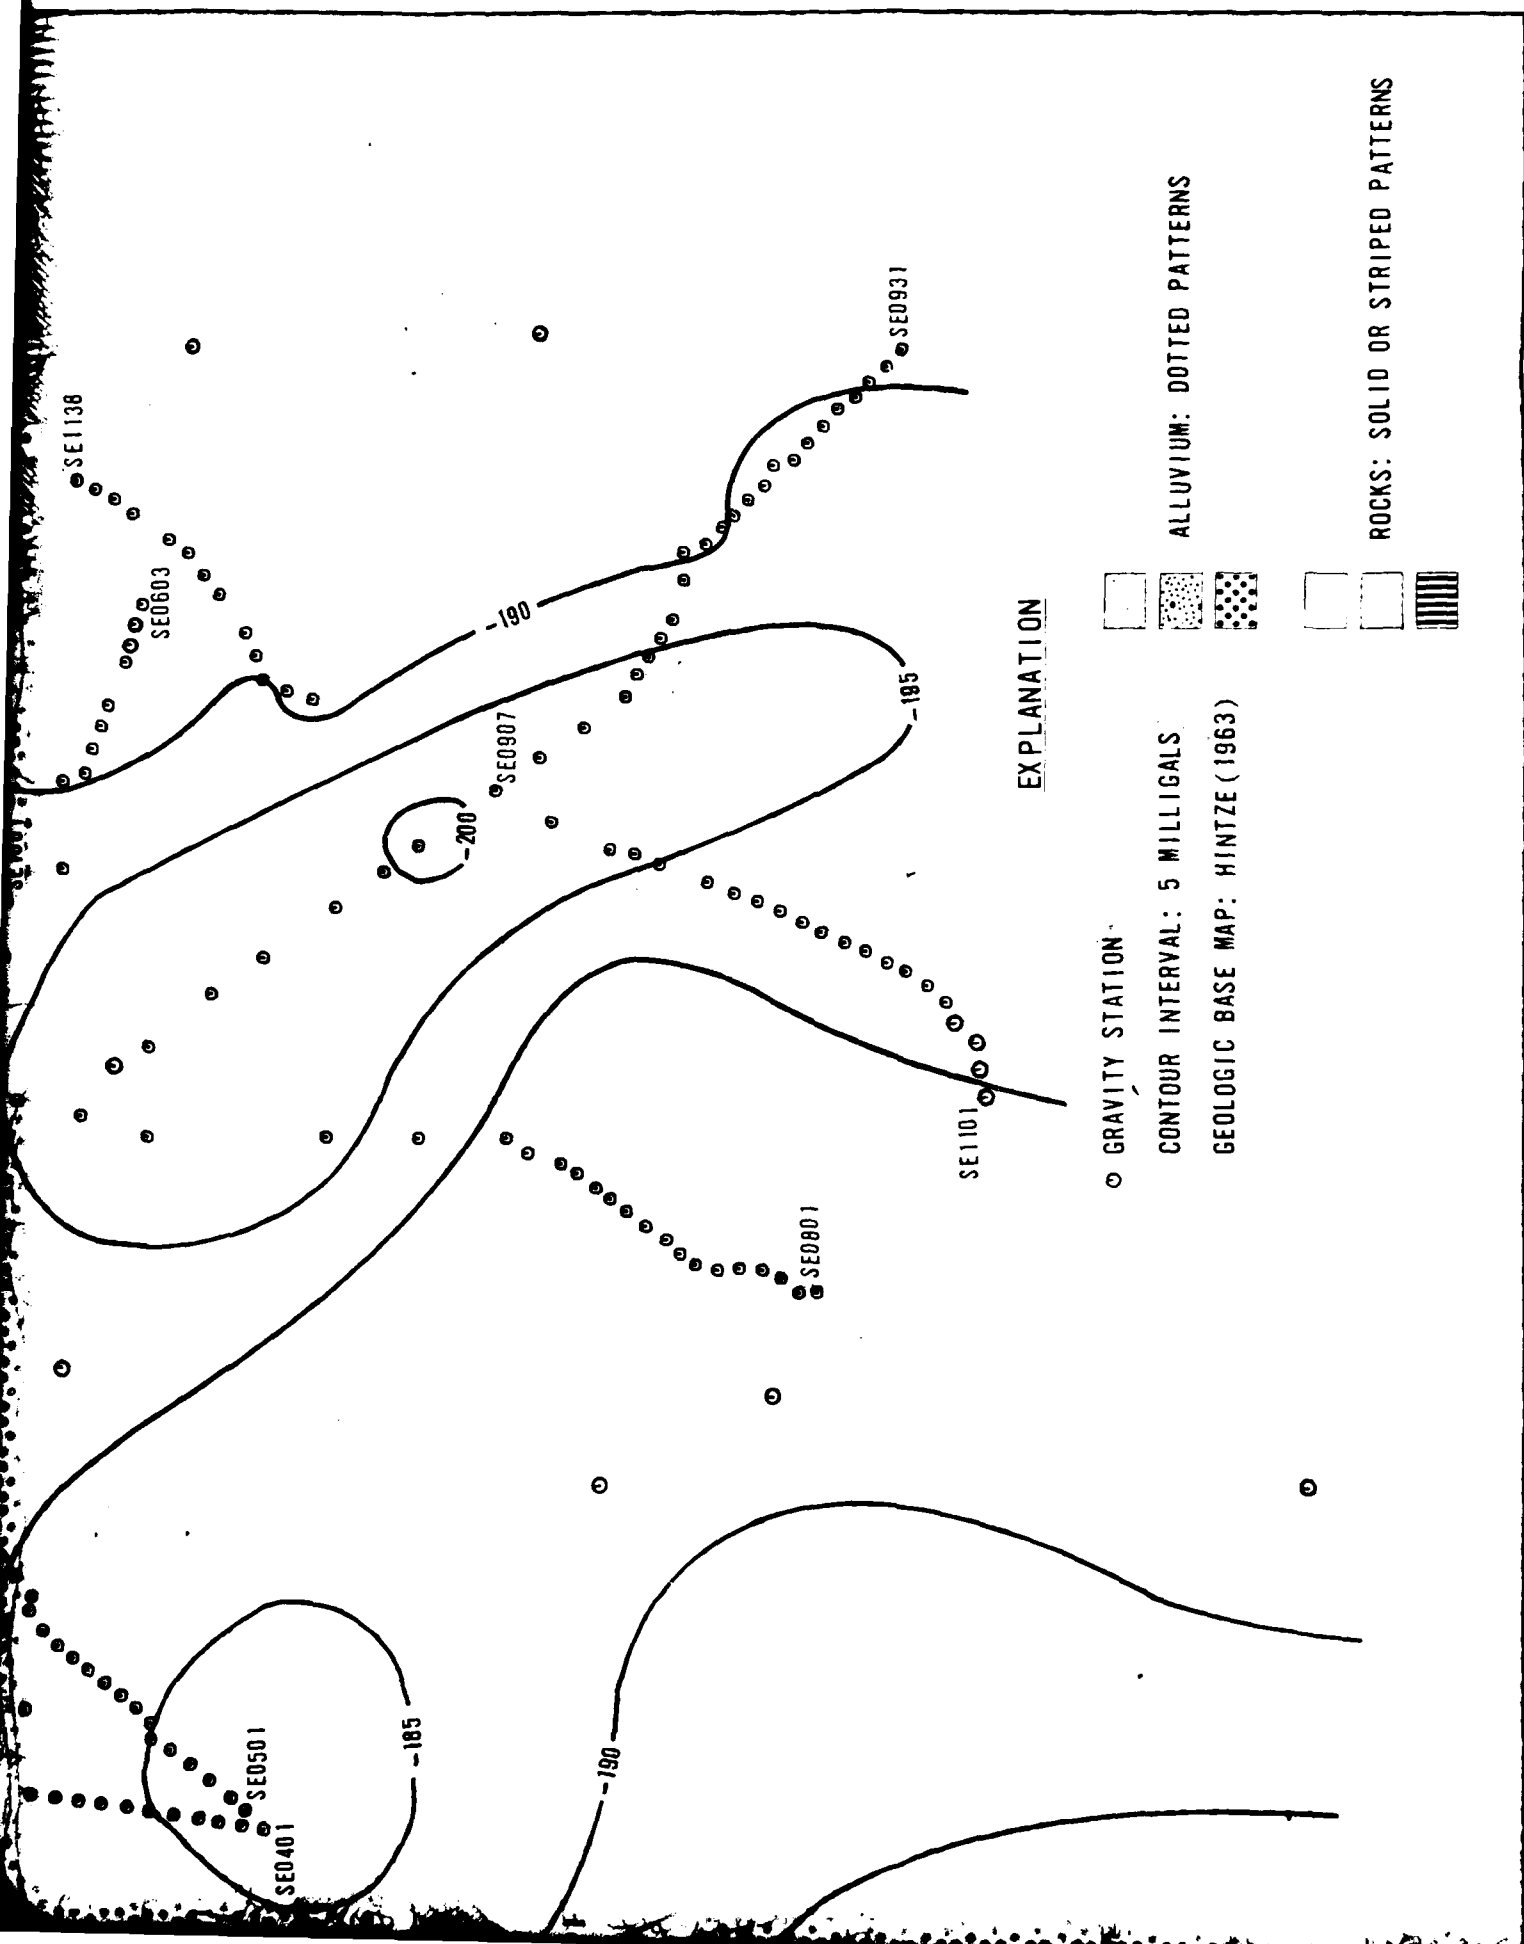 SE1138
SE0603
-190
SE0931
SE0907
-200
-195
SE1101
SE0801
-185
-190
SE0501
SE0401
EXPLANATION
GRAVITY STATION
CONTOUR INTERVAL: 5 MILLIGALS
GEOLOGIC BASE MAP: HINTZE(1963)
ALLUVIUM: DOTTED PATTERNS
ROCKS: SOLID OR STRIPED PATTERNS